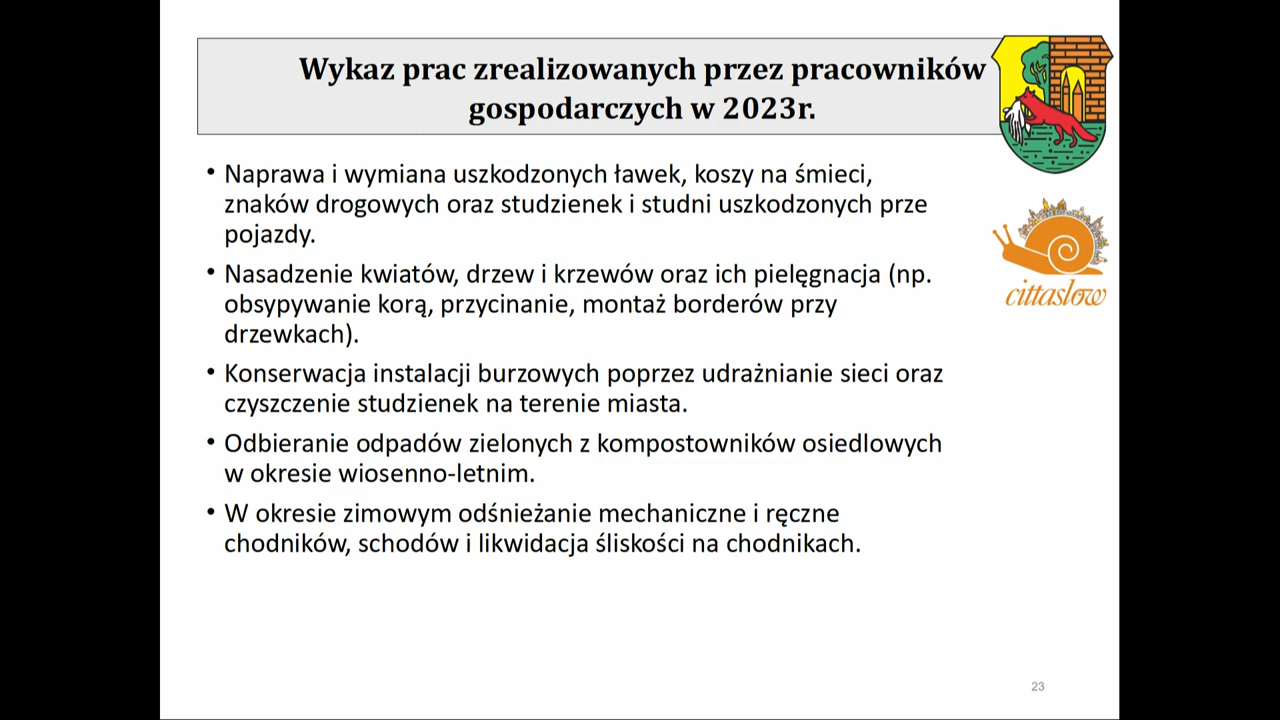 Wykaz prac zrealizowanych przez pracowników
gospodarczych w 2023r.
• Naprawa i wymiana uszkodzonych ławek, koszy na śmieci,
znaków drogowych oraz studzienek i studni uszkodzonych prze
pojazdy.
• Nasadzenie kwiatów, drzew i krzewów oraz ich pielęgnacja (np.
obsypywanie korą, przycinanie, montaż borderów przy
drzewkach).
• Konserwacja instalacji burzowych poprzez udrażnianie sieci oraz
czyszczenie studzienek na terenie miasta.
• Odbieranie odpadów zielonych z kompostowników osiedlowych
w okresie wiosenno-letnim.
• W okresie zimowym odśnieżanie mechaniczne i ręczne
chodników, schodów i likwidacja śliskości na chodnikach.
cittaslow
23